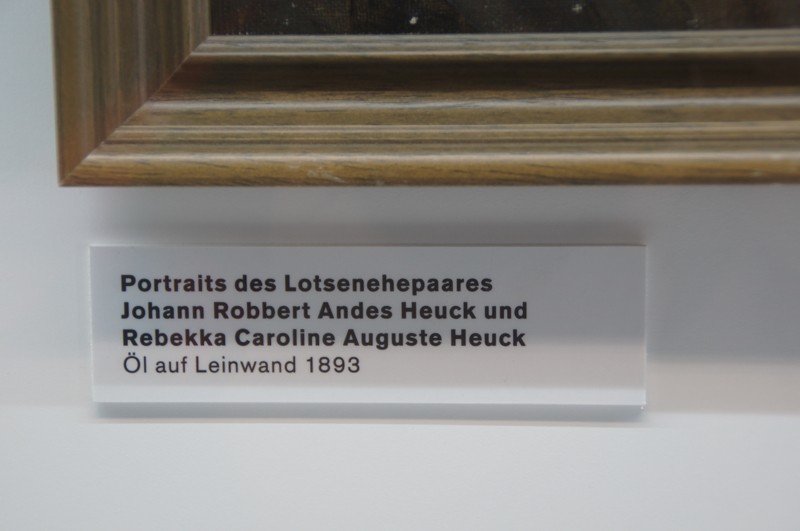 Portraits des Lotsenehepaares
Johann Robbert Andes Heuck und
Rebekka Caroline Auguste Heuck
Öl auf Leinwand 1893